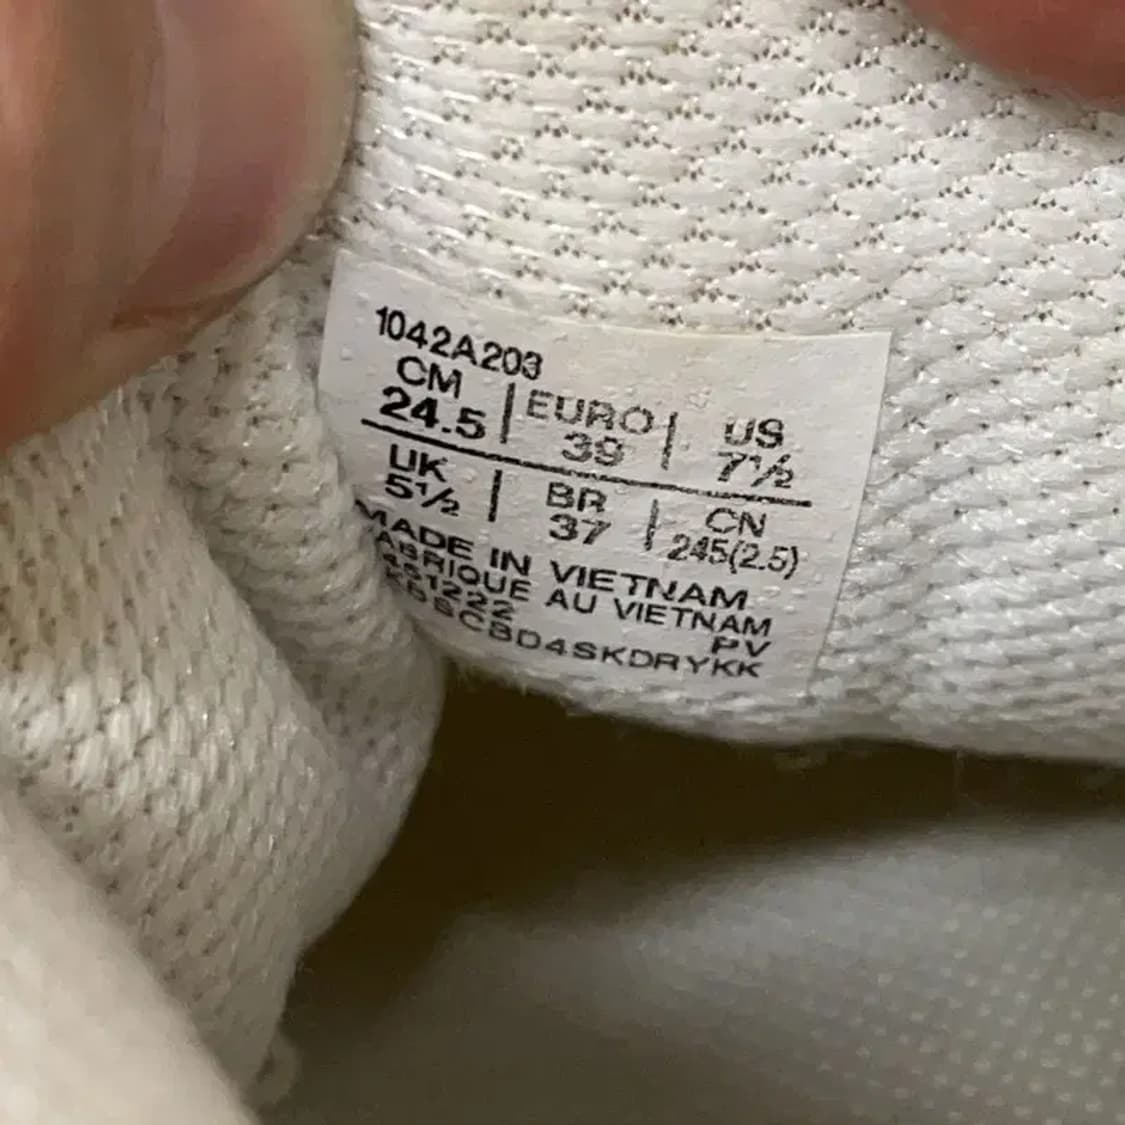 1042A203
CM | EURO | US
24.5 | 39 | 7½
UK | BR | CN
5½ | 37 | 245(2.5)
MADE IN VIETNAM
FABRIQUE AU VIETNAM
PV